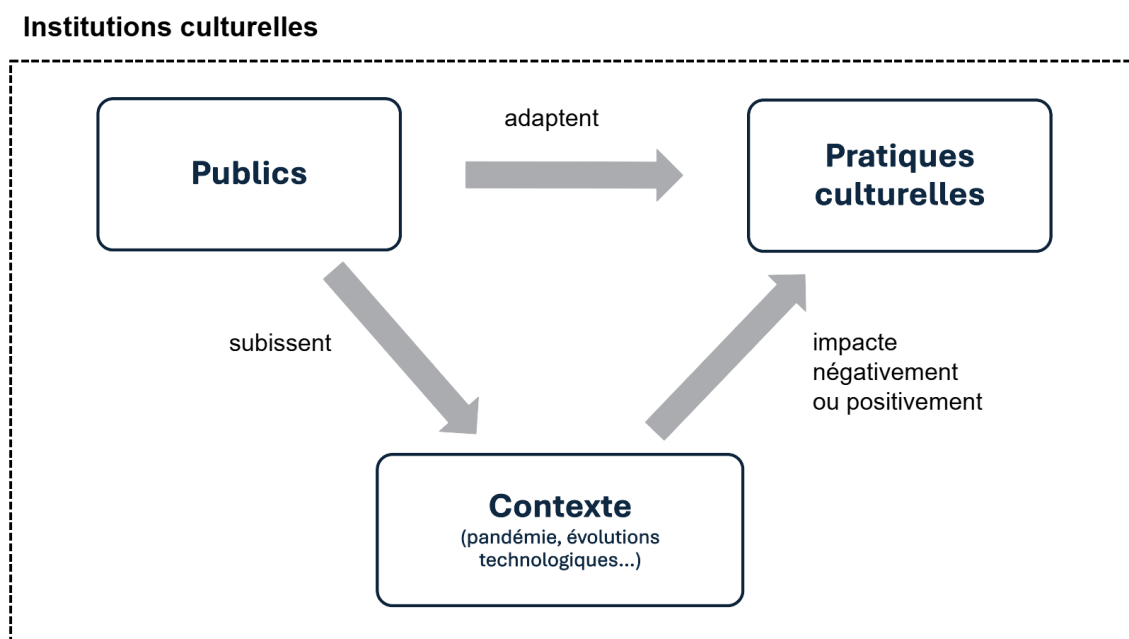 Institutions culturelles
adaptent
Publics
Pratiques
culturelles
subissent
impacte
négativement
ou positivement
Contexte
(pandémie, évolutions
technologiques...)